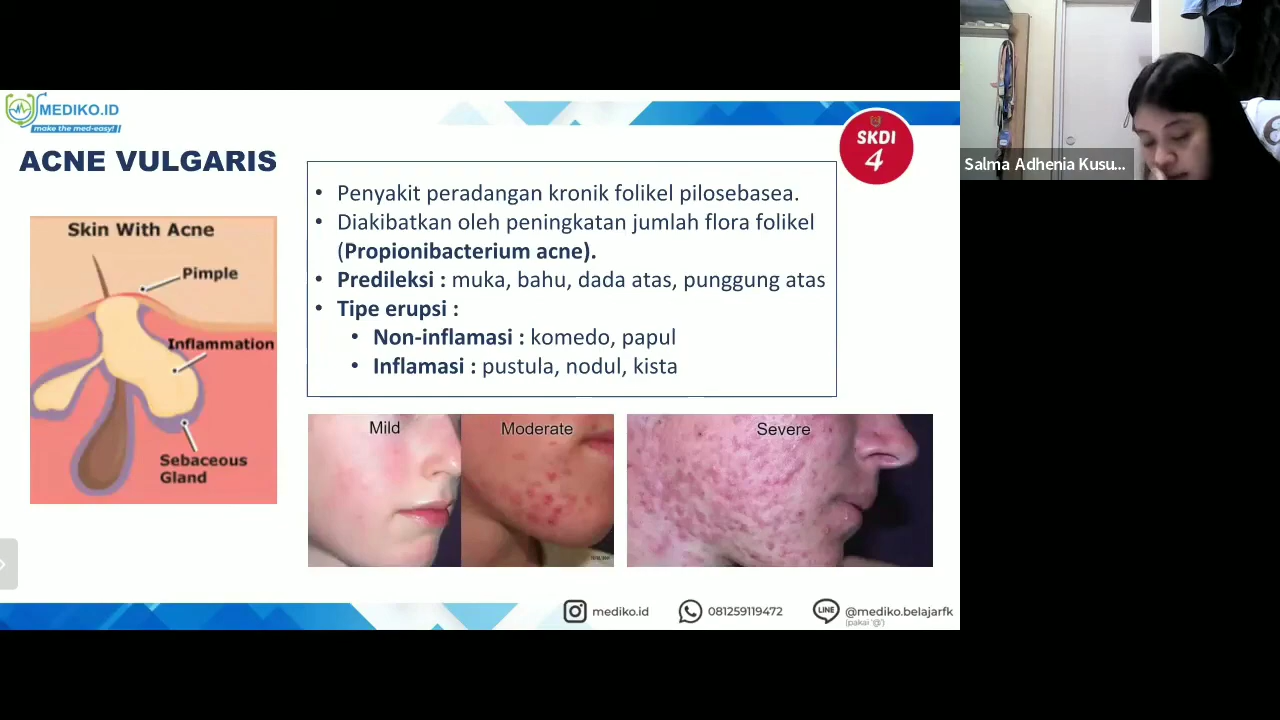 MEDIKO.ID
make the med-easy!
ACNE VULGARIS
SKDI
4
Salma Adhenia Kusu...
• Penyakit peradangan kronik folikel pilosebasea.
• Diakibatkan oleh peningkatan jumlah flora folikel
(Propionibacterium acne).
• Predileksi : muka, bahu, dada atas, punggung atas
• Tipe erupsi :
• Non-inflamasi : komedo, papul
• Inflamasi : pustula, nodul, kista
Skin With Acne
Pimple
Inflammation
Sebaceous
Gland
Mild
Moderate
Severe
mediko.id
081259119472
LINE
@mediko.belajarfk
(pakai '@')